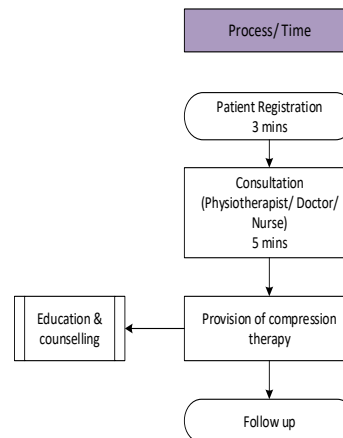 Process/ Time
Patient Registration
3 mins
Consultation
(Physiotherapist/ Doctor/
Nurse)
5 mins
Education &
counselling
Provision of compression
therapy
Follow up